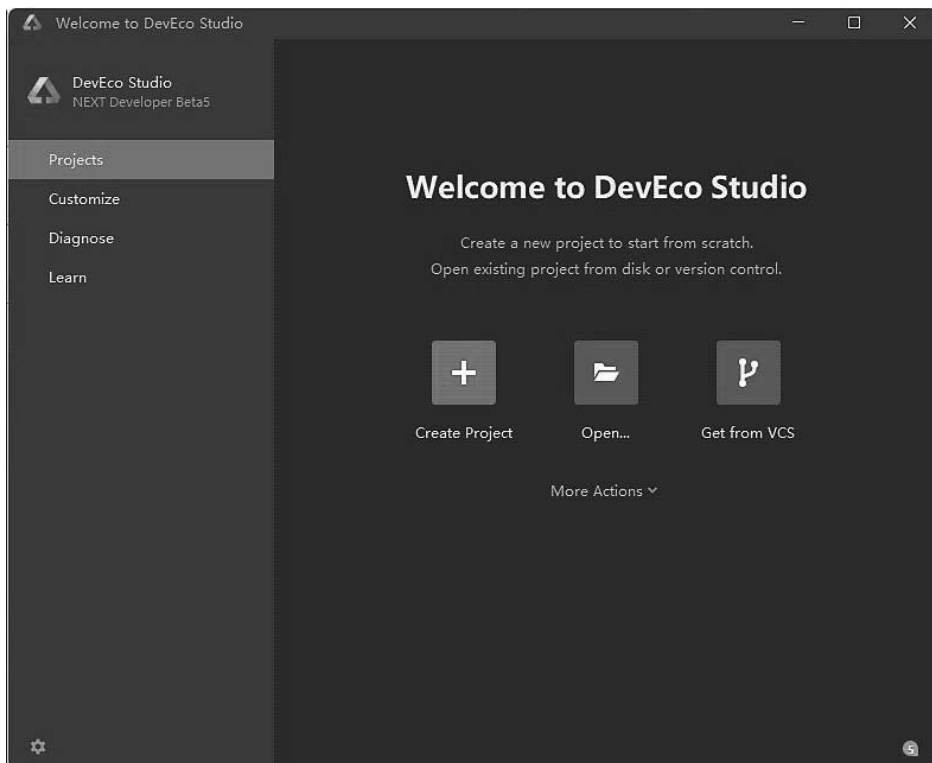 Welcome to DevEco Studio
DevEco Studio
NEXT Developer Beta5
Projects
Customize
Diagnose
Learn
Welcome to DevEco Studio
Create a new project to start from scratch.
Open existing project from disk or version control.
Create Project
Open...
Get from VCS
More Actions
5